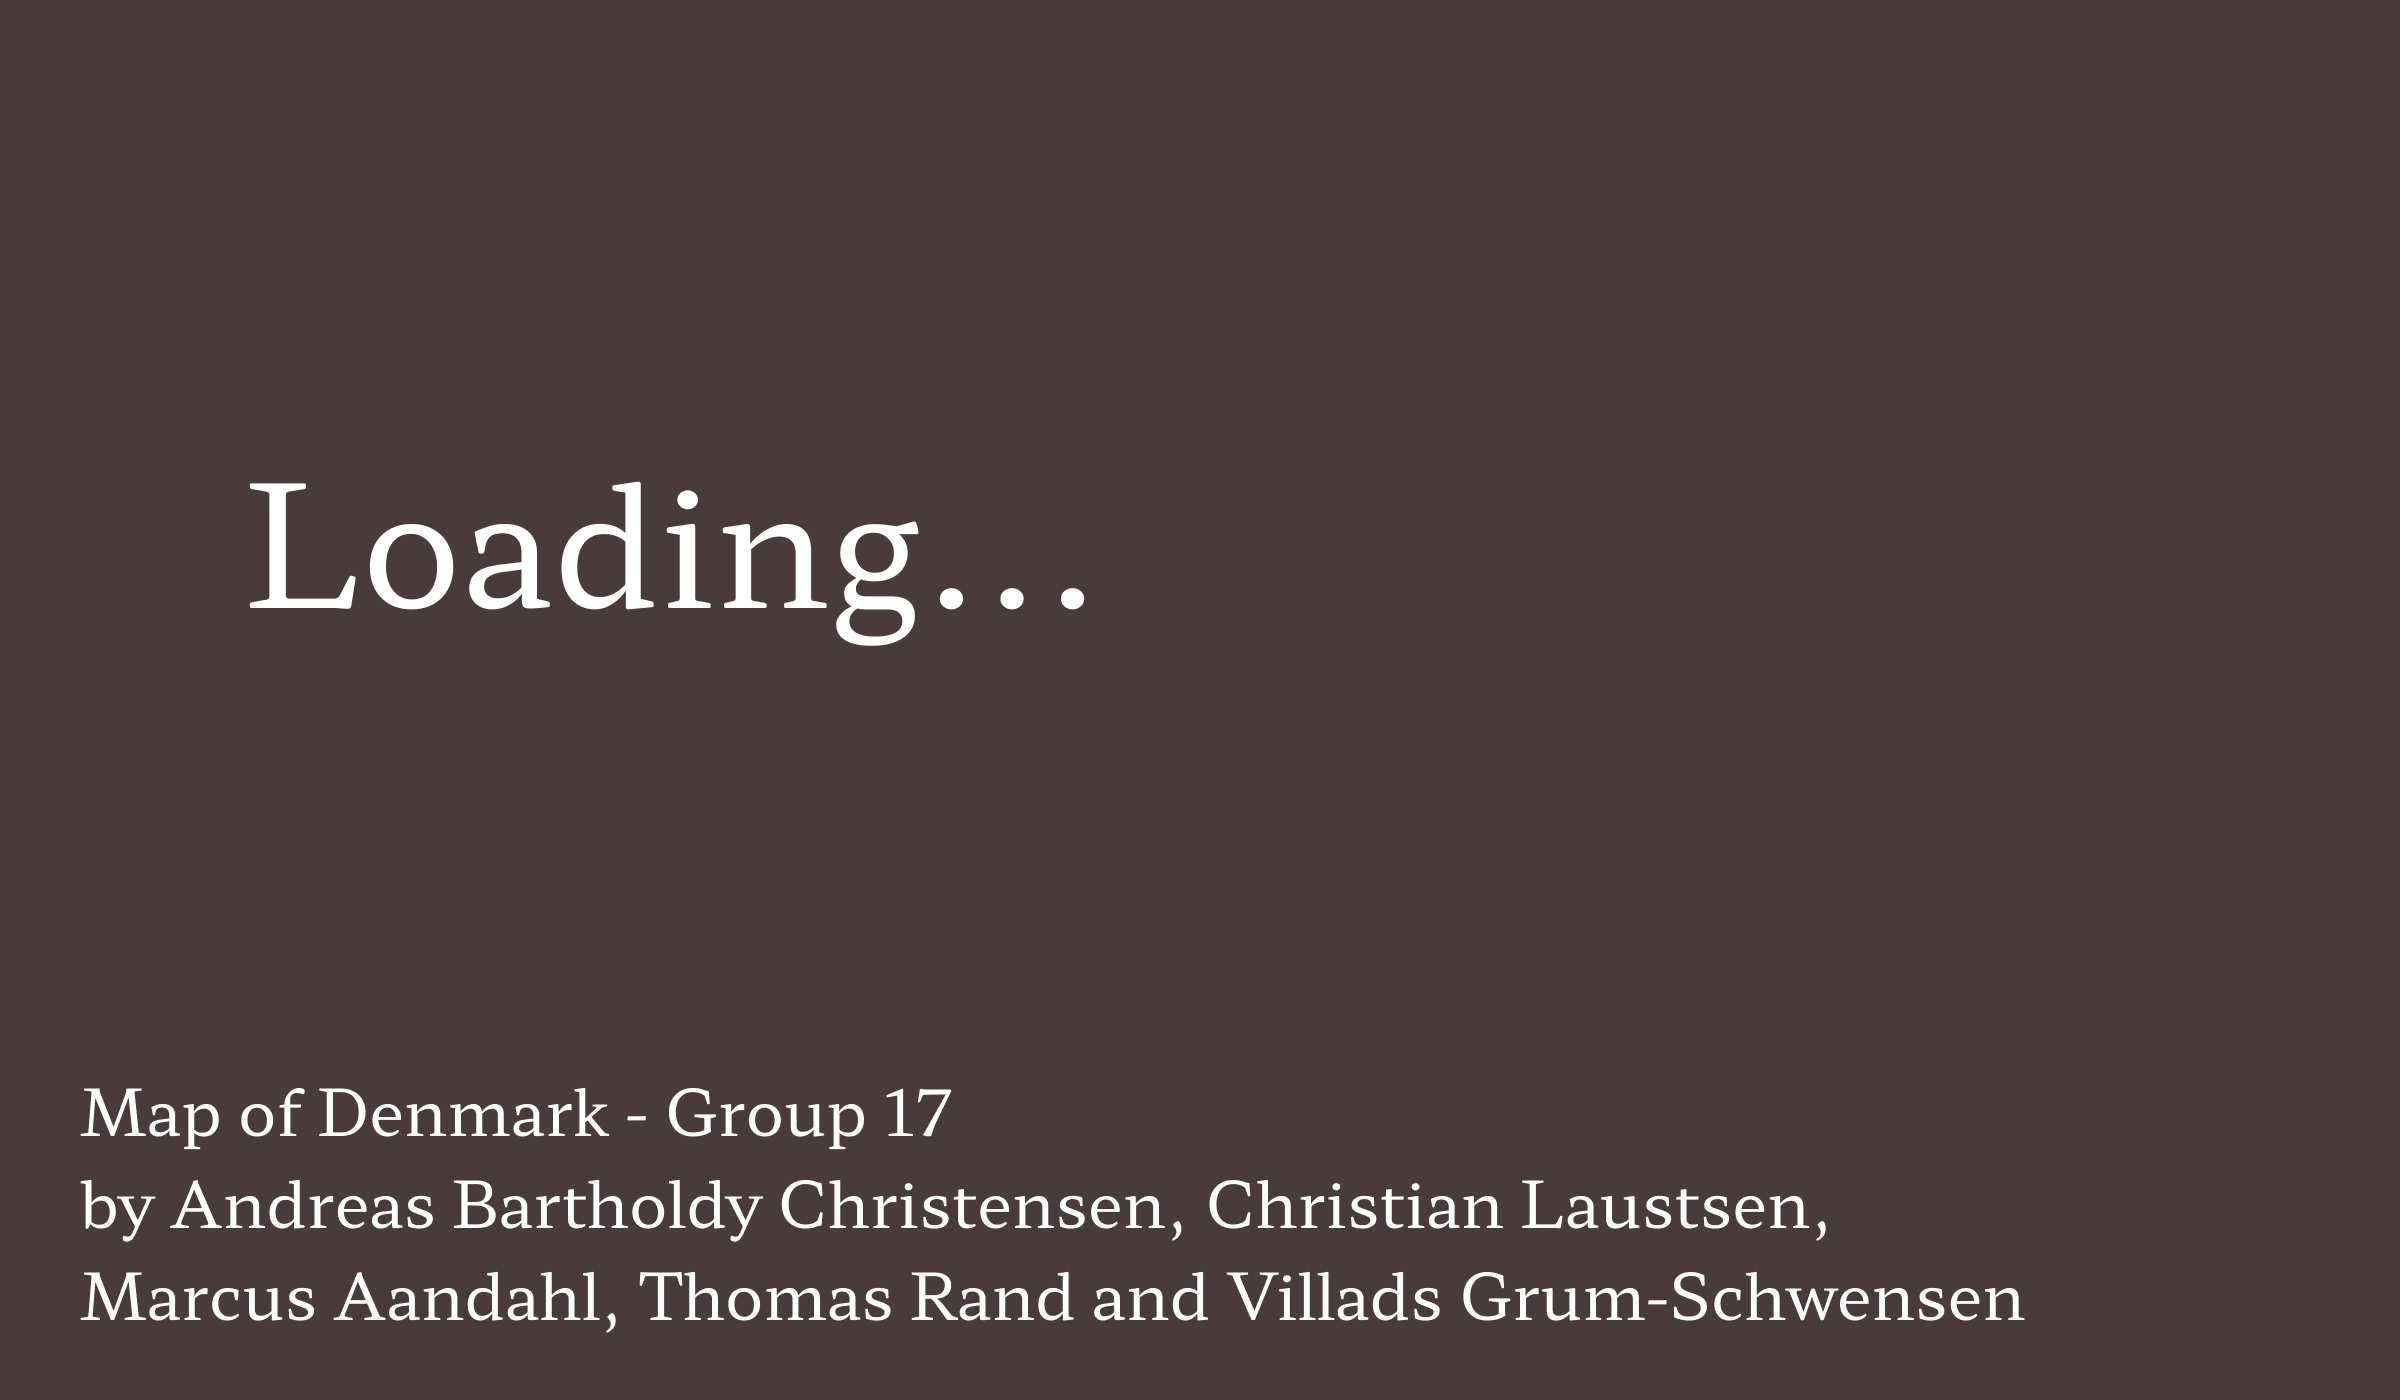 Loading...
Map of Denmark - Group 17
by Andreas Bartholdy Christensen, Christian Laustsen,
Marcus Aandahl, Thomas Rand and Villads Grum-Schwensen